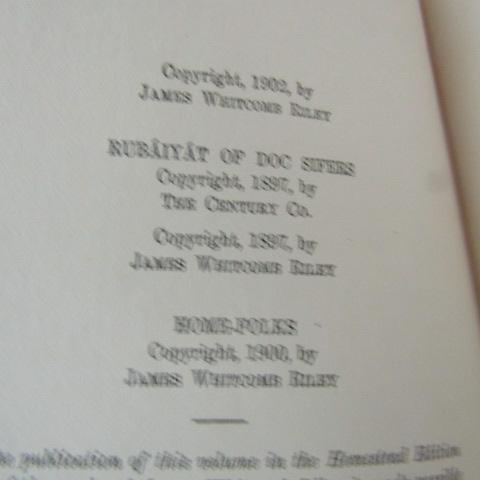 Copyright, 1902, by
JAMES WHITCOMB RILEY
RUBÁIYÁT OF DOC SIFERS
Copyright, 1897, by
THE CENTURY CO.
Copyright, 1897, by
JAMES WHITCOMB RILEY
HOME-FOLKS
Copyright, 1900, by
JAMES WHITCOMB RILEY
publication of this volume in the Homestead Edition